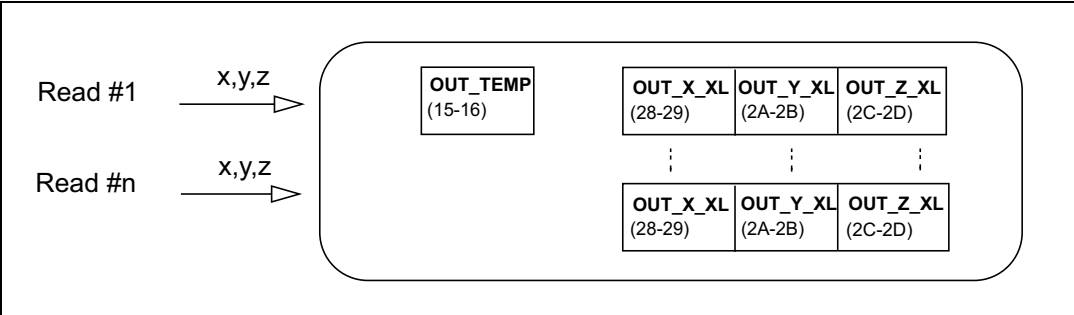 Read #1
x,y,z
OUT_TEMP
(15-16)
OUT_X_XL OUT_Y_XL OUT_Z_XL
(28-29) (2A-2B) (2C-2D)
Read #n
x,y,z
OUT_X_XL OUT_Y_XL OUT_Z_XL
(28-29) (2A-2B) (2C-2D)